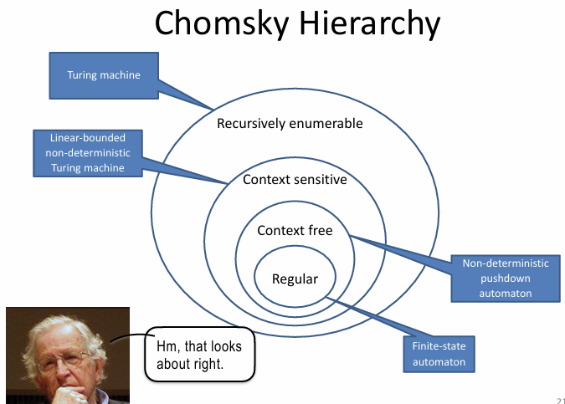 Chomsky Hierarchy
Turing machine
Recursively enumerable
Linear-bounded
non-deterministic
Turing machine
Context sensitive
Context free
Non-deterministic
pushdown
automaton
Regular
Hm, that looks
about right.
Finite-state
automaton
21